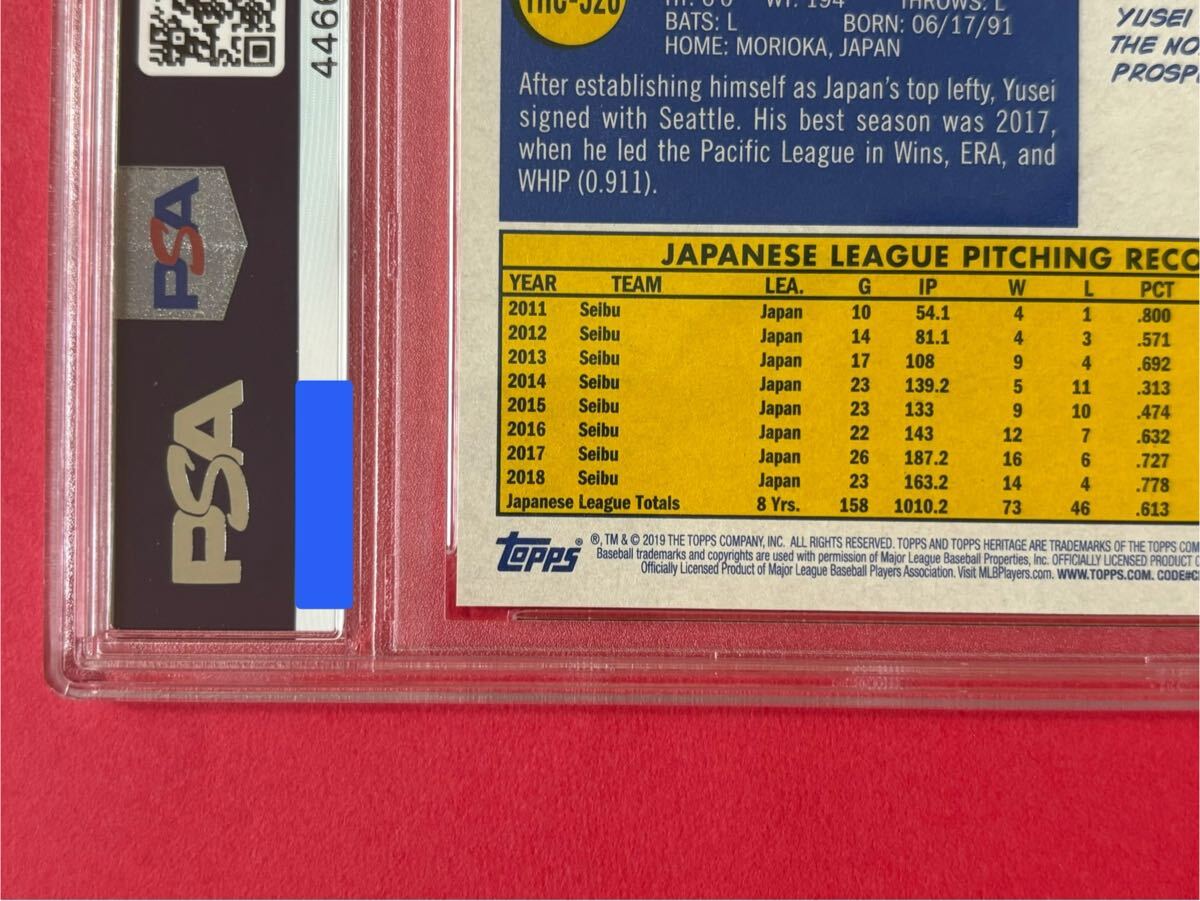 4466
PSA
PSA
THC-526
WT: 194 THROWS: L
BATS: L BORN: 06/17/91
HOME: MORIOKA, JAPAN
YUSEI
THE NO
PROSP
After establishing himself as Japan's top lefty, Yusei
signed with Seattle. His best season was 2017,
when he led the Pacific League in Wins, ERA, and
WHIP (0.911).
JAPANESE LEAGUE PITCHING RECO
YEAR TEAM LEA. G IP W L PCT
2011 Seibu Japan 10 54.1 4 1 .800
2012 Seibu Japan 14 81.1 4 3 .571
2013 Seibu Japan 17 108 9 4 .692
2014 Seibu Japan 23 139.2 5 11 .313
2015 Seibu Japan 23 133 9 10 .474
2016 Seibu Japan 22 143 12 7 .632
2017 Seibu Japan 26 187.2 16 6 .727
2018 Seibu Japan 23 163.2 14 4 .778
Japanese League Totals 8 Yrs. 158 1010.2 73 46 .613
Topps® ®, TM & © 2019 THE TOPPS COMPANY, INC. ALL RIGHTS RESERVED. TOPPS AND TOPPS HERITAGE ARE TRADEMARKS OF THE TOPPS COM
Baseball trademarks and copyrights are used with permission of Major League Baseball Properties, Inc. OFFICIALLY LICENSED PRODUCT
Officially Licensed Product of Major League Baseball Players Association. Visit MLBPlayers.com. WWW.TOPPS.COM. CODE#C